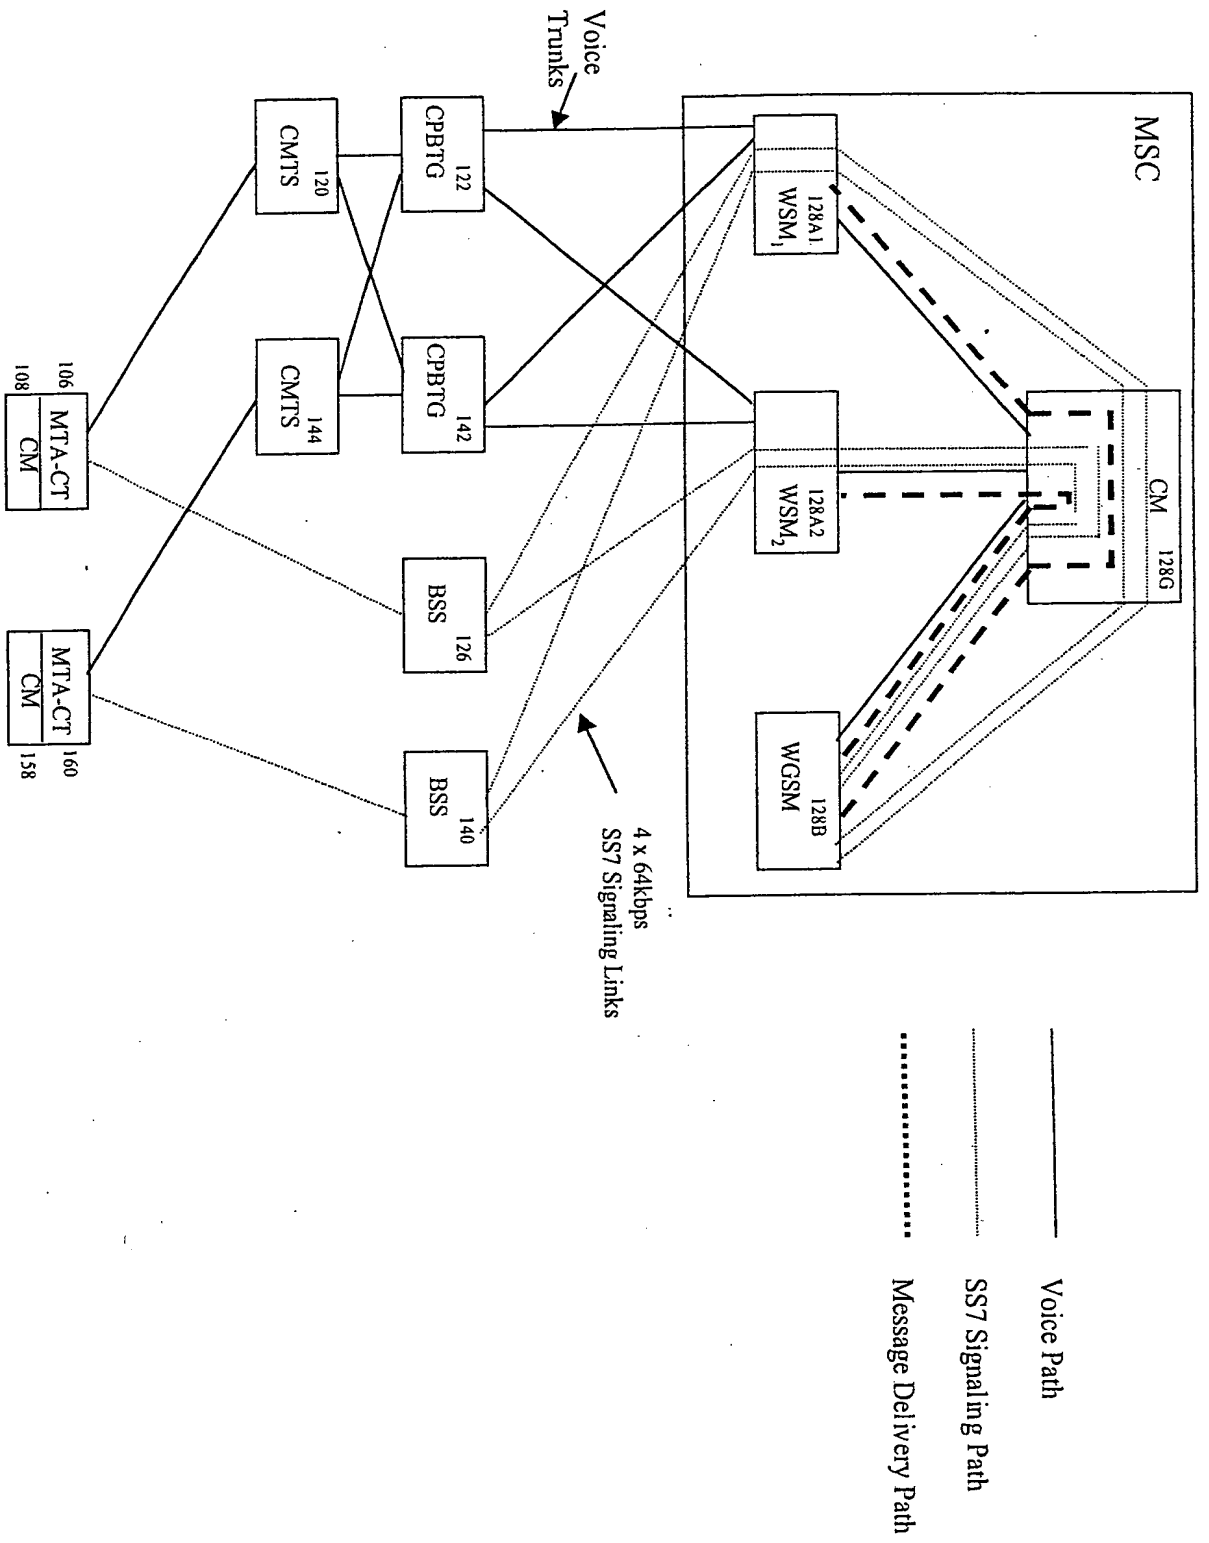 MSC
CM
128G
128A1
WSM1
128A2
WSM2
128B
WGSM
Voice
Trunks
4 x 64kbps
SS7 Signaling Links
122
CPBTG
142
CPBTG
126
BSS
140
BSS
120
CMTS
144
CMTS
106
MTA-CT
108
CM
160
MTA-CT
158
CM
Voice Path
SS7 Signaling Path
Message Delivery Path